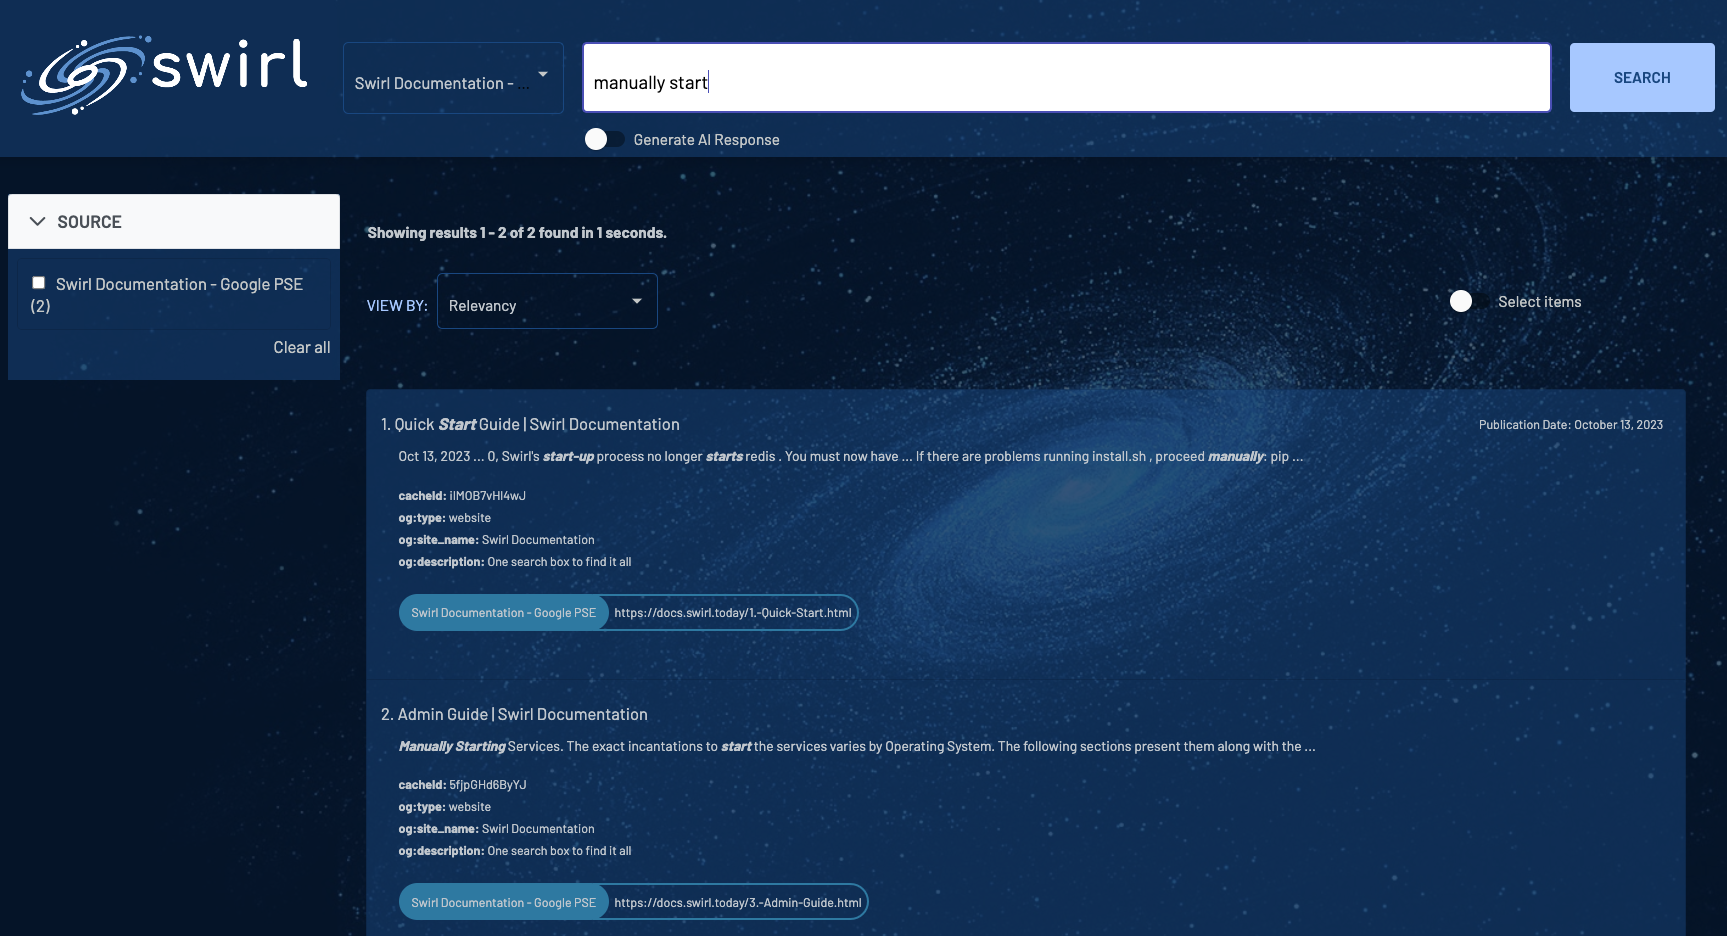 swirl
Swirl Documentation - ...
manually start
SEARCH
Generate AI Response
SOURCE
Swirl Documentation - Google PSE
(2)
Clear all
Showing results 1 - 2 of 2 found in 1 seconds.
VIEW BY:
Relevancy
Select items
1. Quick Start Guide | Swirl Documentation
Publication Date: October 13, 2023
Oct 13, 2023 ... 0, Swirl's start-up process no longer starts redis . You must now have ... If there are problems running install.sh , proceed manually: pip ...
cacheId: ilMOB7vHl4wJ
og:type: website
og:site_name: Swirl Documentation
og:description: One search box to find it all
Swirl Documentation - Google PSE https://docs.swirl.today/1.-Quick-Start.html
2. Admin Guide | Swirl Documentation
Manually Starting Services. The exact incantations to start the services varies by Operating System. The following sections present them along with the ...
cacheId: 5fjpGHd6ByYJ
og:type: website
og:site_name: Swirl Documentation
og:description: One search box to find it all
Swirl Documentation - Google PSE https://docs.swirl.today/3.-Admin-Guide.html